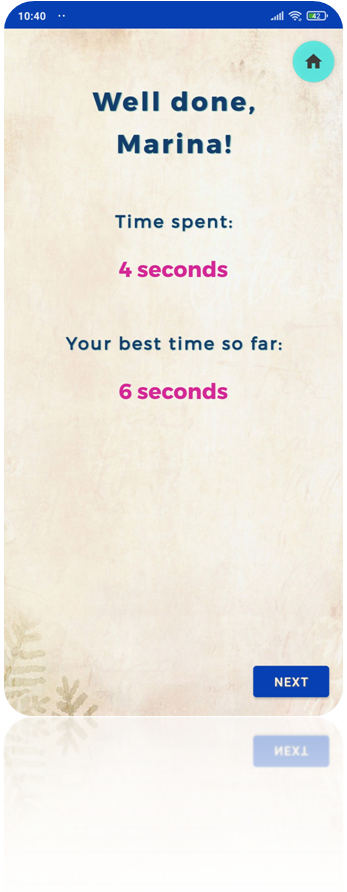 10:40
42
Well done,
Marina!
Time spent:
4 seconds
Your best time so far:
6 seconds
NEXT
NEXT